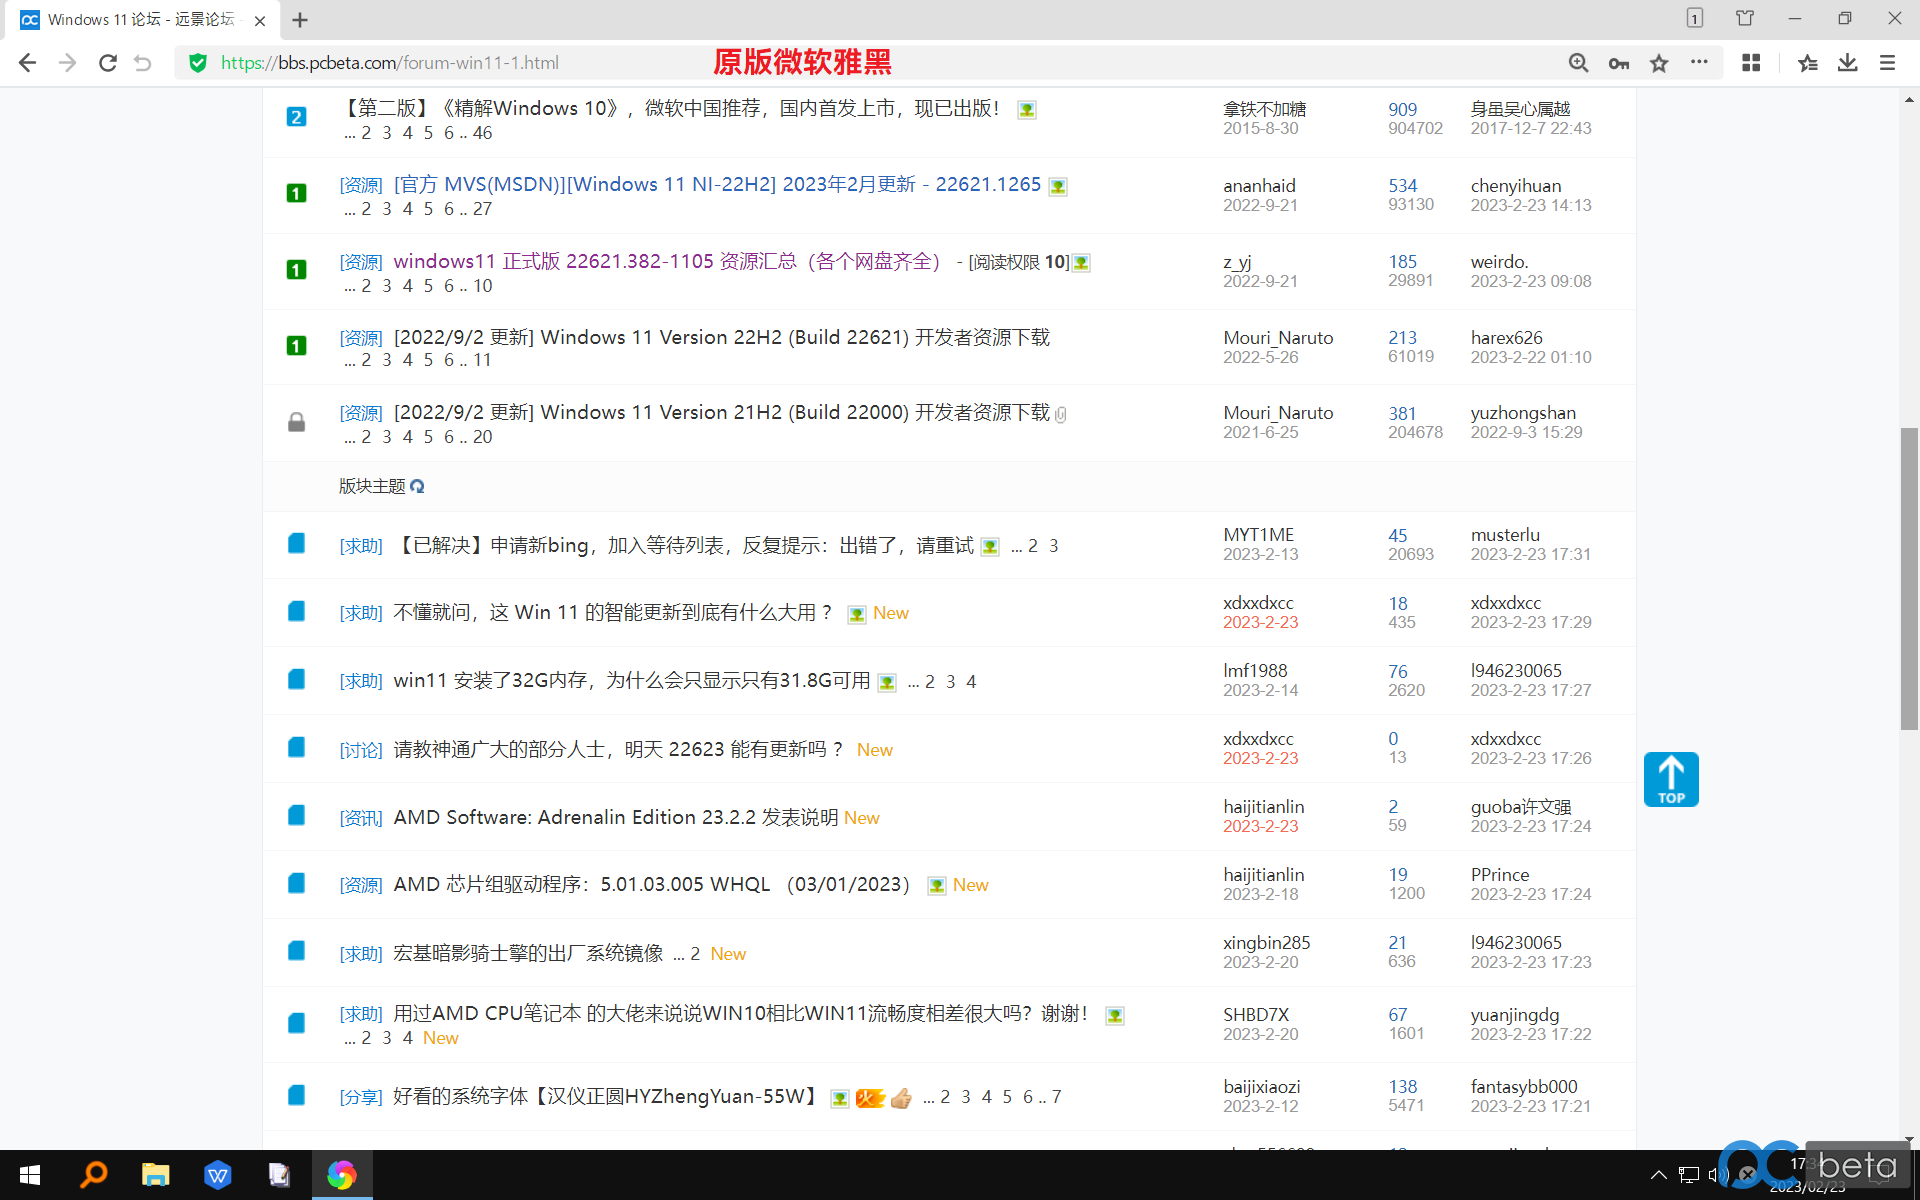 Windows 11 论坛 - 远景论坛 -
1
https://bbs.pcbeta.com/forum-win11-1.html
原版微软雅黑
2
【第二版】《精解Windows 10》，微软中国推荐，国内首发上市，现已出版！
... 2 3 4 5 6 .. 46
拿铁不加糖
2015-8-30
909
904702
身虽吴心属越
2017-12-7 22:43
1
[资源] [官方 MVS(MSDN)][Windows 11 NI-22H2] 2023年2月更新 - 22621.1265
... 2 3 4 5 6 .. 27
ananhaid
2022-9-21
534
93130
chenyihuan
2023-2-23 14:13
1
[资源] windows11 正式版 22621.382-1105 资源汇总（各个网盘齐全） - [阅读权限 10]
... 2 3 4 5 6 .. 10
z_yj
2022-9-21
185
29891
weirdo.
2023-2-23 09:08
1
[资源] [2022/9/2 更新] Windows 11 Version 22H2 (Build 22621) 开发者资源下载
... 2 3 4 5 6 .. 11
Mouri_Naruto
2022-5-26
213
61019
harex626
2023-2-22 01:10
[资源] [2022/9/2 更新] Windows 11 Version 21H2 (Build 22000) 开发者资源下载
... 2 3 4 5 6 .. 20
Mouri_Naruto
2021-6-25
381
204678
yuzhongshan
2022-9-3 15:29
版块主题
[求助] 【已解决】申请新bing，加入等待列表，反复提示：出错了，请重试 ... 2 3
MYT1ME
2023-2-13
45
20693
musterlu
2023-2-23 17:31
[求助] 不懂就问，这 Win 11 的智能更新到底有什么大用 ？ New
xdxxdxcc
2023-2-23
18
435
xdxxdxcc
2023-2-23 17:29
[求助] win11 安装了32G内存，为什么会只显示只有31.8G可用 ... 2 3 4
lmf1988
2023-2-14
76
2620
l946230065
2023-2-23 17:27
[讨论] 请教神通广大的部分人士，明天 22623 能有更新吗 ？ New
xdxxdxcc
2023-2-23
0
13
xdxxdxcc
2023-2-23 17:26
TOP
[资讯] AMD Software: Adrenalin Edition 23.2.2 发表说明 New
haijitianlin
2023-2-23
2
59
guoba许文强
2023-2-23 17:24
[资源] AMD 芯片组驱动程序：5.01.03.005 WHQL （03/01/2023） New
haijitianlin
2023-2-18
19
1200
PPrince
2023-2-23 17:24
[求助] 宏基暗影骑士擎的出厂系统镜像 ... 2 New
xingbin285
2023-2-20
21
636
l946230065
2023-2-23 17:23
[求助] 用过AMD CPU笔记本 的大佬来说说WIN10相比WIN11流畅度相差很大吗？谢谢！
... 2 3 4 New
SHBD7X
2023-2-20
67
1601
yuanjingdg
2023-2-23 17:22
[分享] 好看的系统字体【汉仪正圆HYZhengYuan-55W】 火 ... 2 3 4 5 6 .. 7
baijixiaozi
2023-2-12
138
5471
fantasybb000
2023-2-23 17:21
pcbeta
2023/02/23